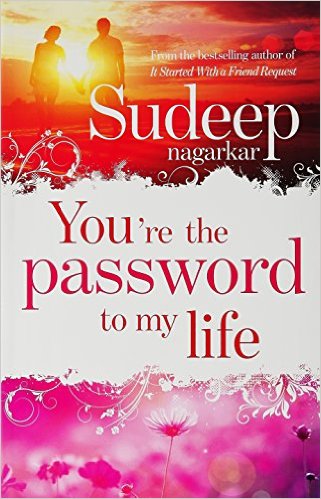 From the bestselling author of
It Started With a Friend Request
Sudeep
nagarkar
You're the
password
to my
life